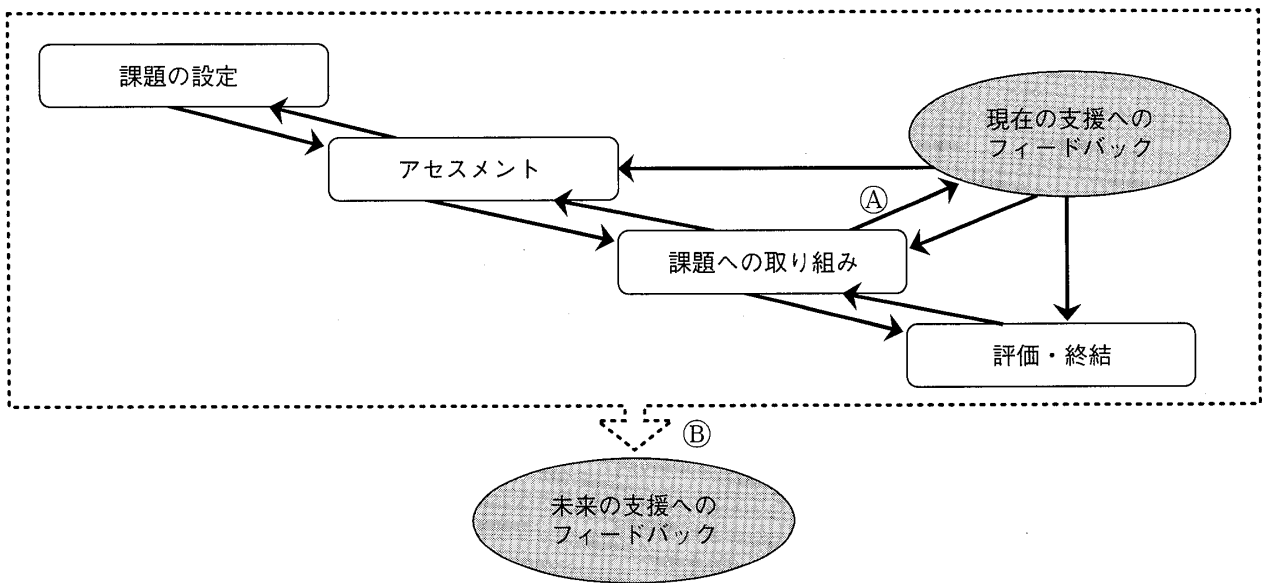 課題の設定
現在の支援への
フィードバック
アセスメント
Ⓐ
課題への取り組み
評価・終結
Ⓑ
未来の支援への
フィードバック